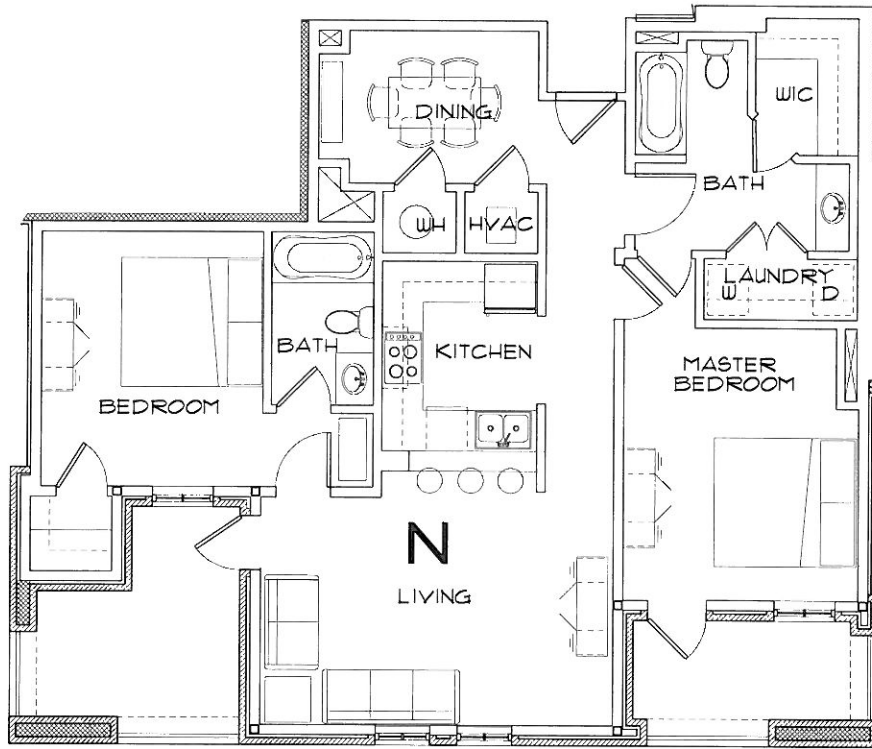 DINING
WIC
BATH
WH
HVAC
LAUNDRY
W
D
BATH
KITCHEN
MASTER
BEDROOM
BEDROOM
N
LIVING